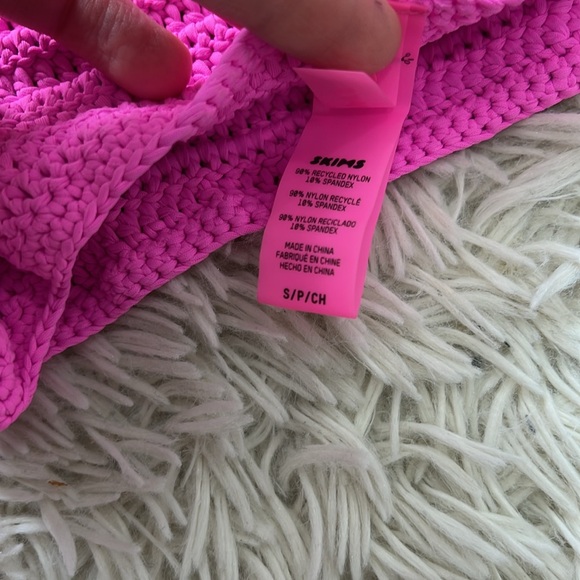 SKIMS
90% RECYCLED NYLON
10% SPANDEX
90% NYLON RECYCLÉ
10% SPANDEX
90% NYLON RECICLADO
10% SPANDEX
MADE IN CHINA
FABRIQUÉ EN CHINE
HECHO EN CHINA
S/P/CH